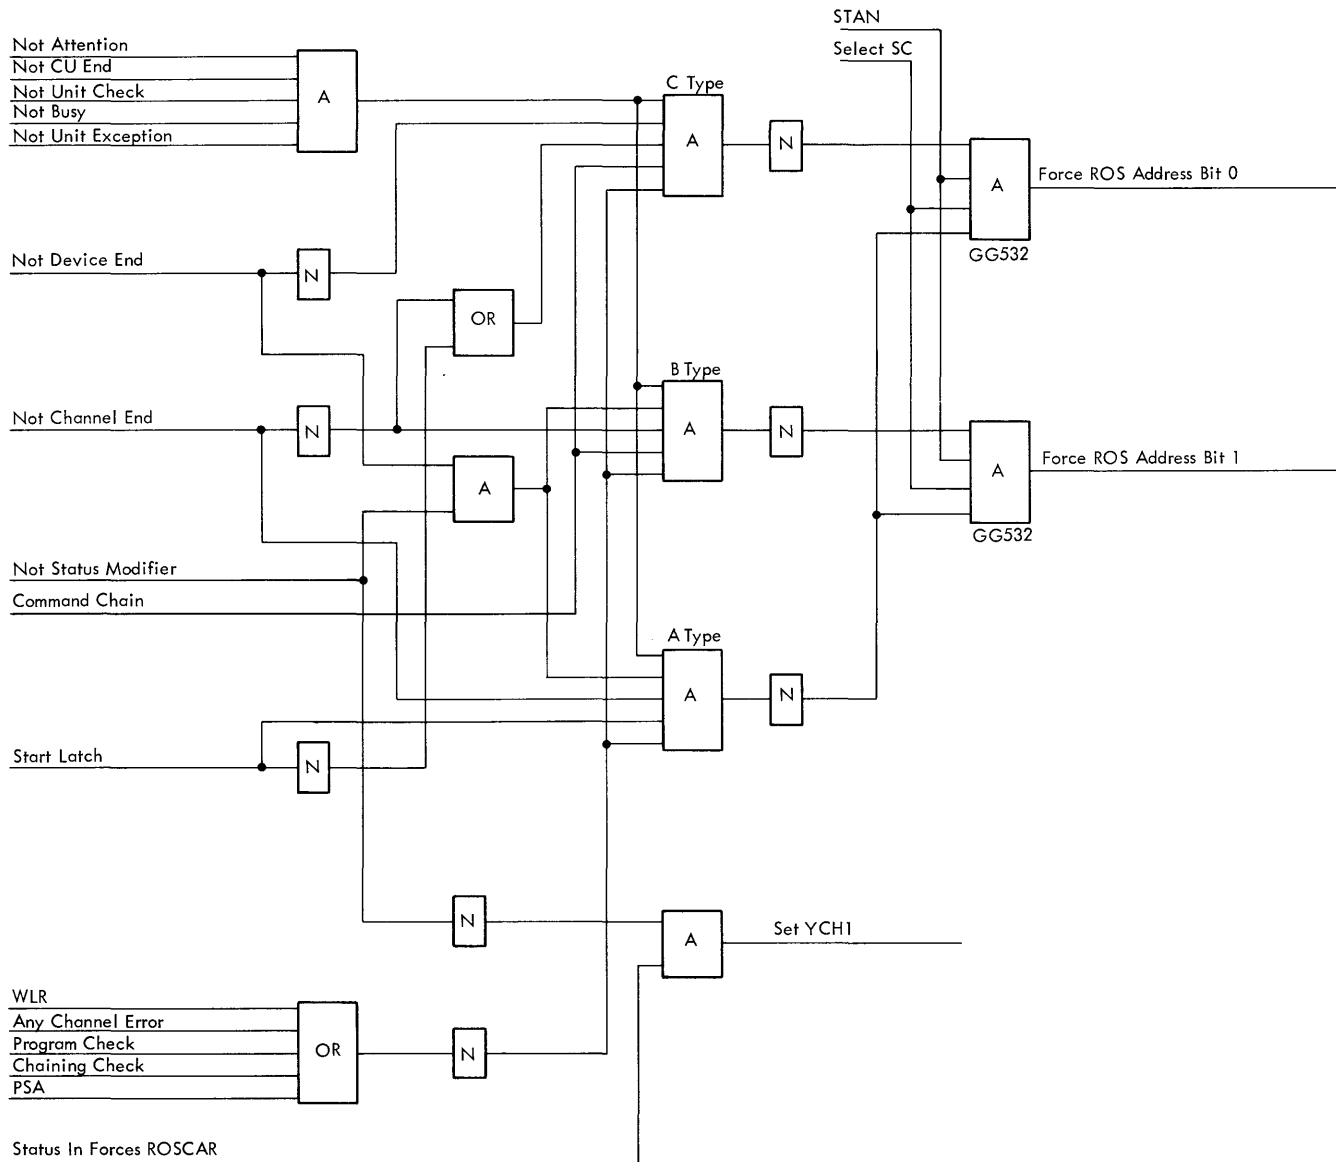 STAN
Select SC
Not Attention
Not CU End
Not Unit Check
Not Busy
Not Unit Exception
A
C Type
A
N
A
Force ROS Address Bit 0
GG532
Not Device End
N
OR
B Type
A
N
A
Force ROS Address Bit 1
GG532
Not Channel End
N
A
Not Status Modifier
Command Chain
A Type
A
N
Start Latch
N
N
A
Set YCH1
WLR
Any Channel Error
Program Check
Chaining Check
PSA
OR
N
Status In Forces ROSCAR